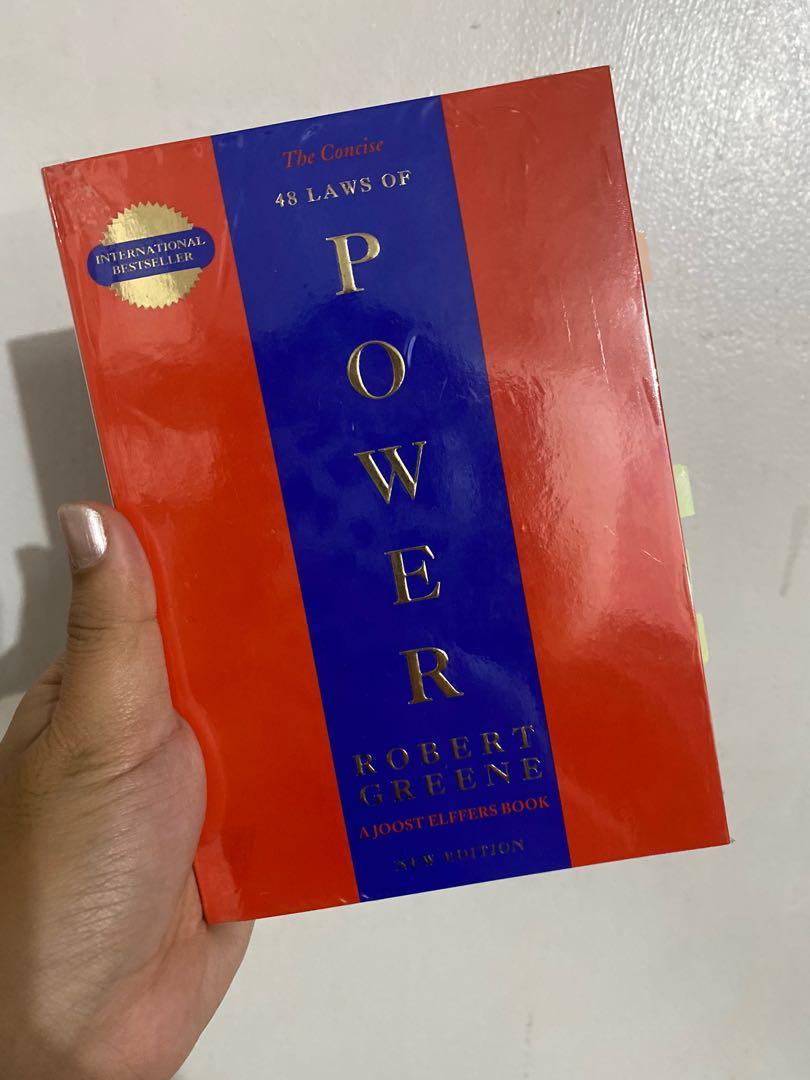 The Concise
48 LAWS OF
INTERNATIONAL
BESTSELLER
P
O
W
E
R
ROBERT
GREENE
A JOOST ELFFERS BOOK
NEW EDITION